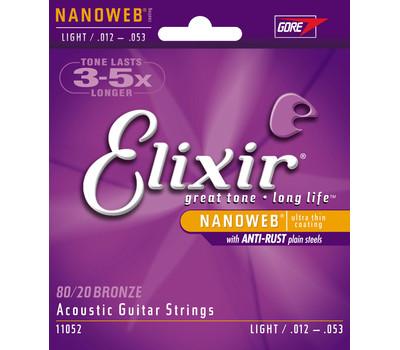 NANOWEB®
LIGHT / .012 – .053
GORE
TONE LASTS
3-5x
LONGER
Elixir®
great tone · long life™
NANOWEB® ultra thin coating
with ANTI-RUST plain steels
80/20 BRONZE
Acoustic Guitar Strings
11052
LIGHT / .012 – .053